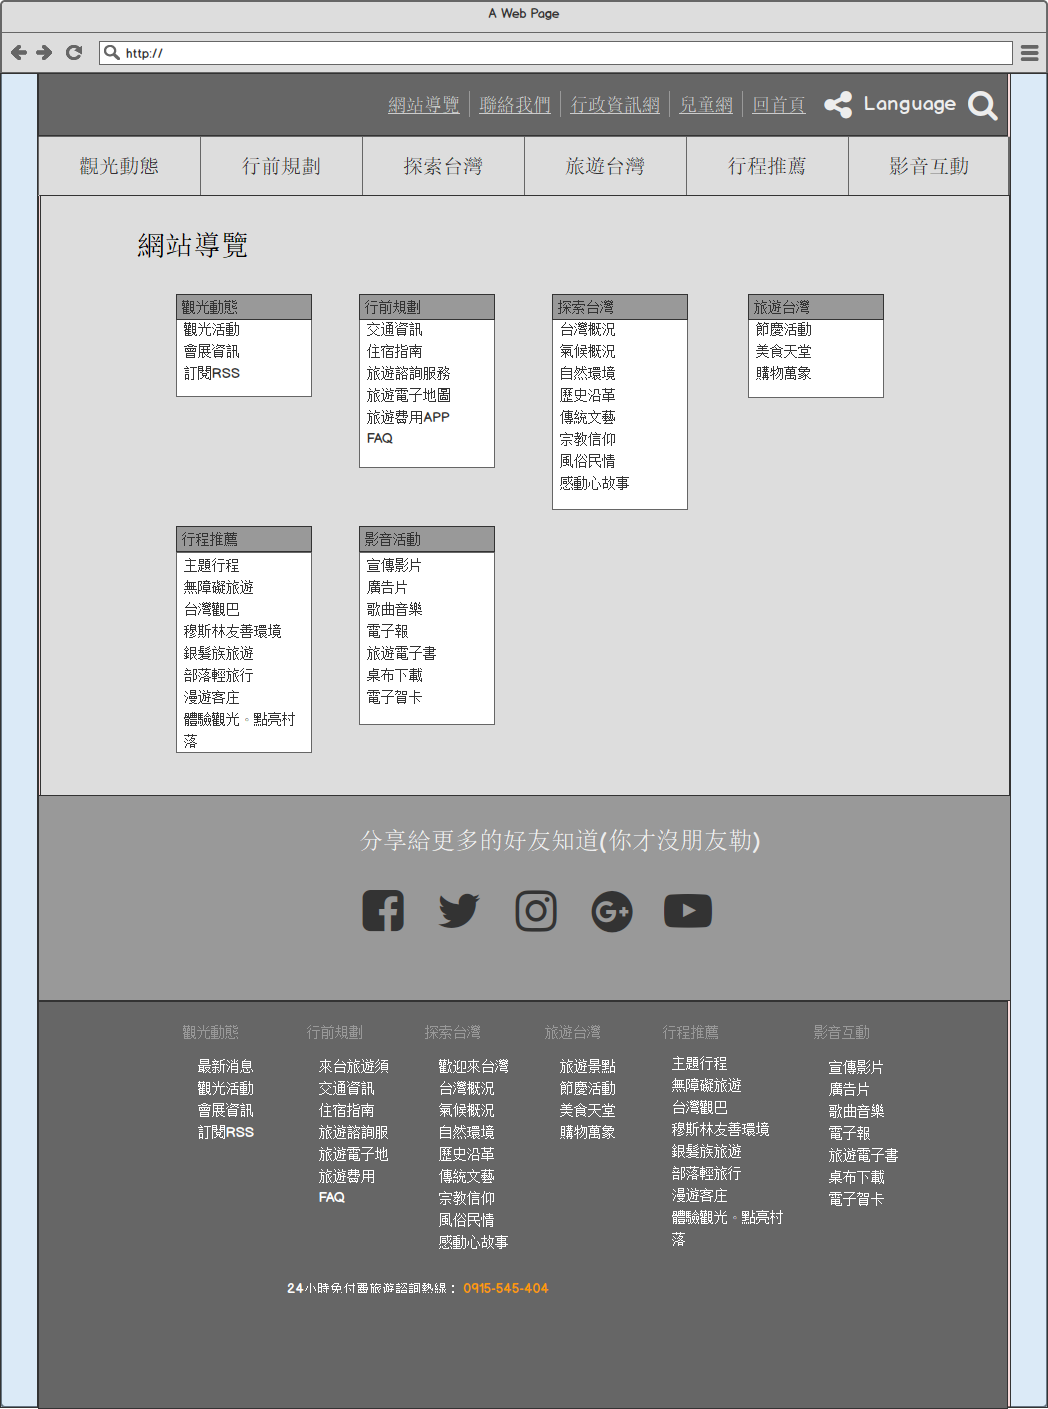 A Web Page
http://
網站導覽 聯絡我們 行政資訊網 兒童網 回首頁 Language
觀光動態 行前規劃 探索台灣 旅遊台灣 行程推薦 影音互動
網站導覽
觀光動態
觀光活動
會展資訊
訂閱RSS
行前規劃
交通資訊
住宿指南
旅遊諮詢服務
旅遊電子地圖
旅遊費用APP
FAQ
探索台灣
台灣概況
氣候概況
自然環境
歷史沿革
傳統文藝
宗教信仰
風俗民情
感動心故事
旅遊台灣
節慶活動
美食天堂
購物萬象
行程推薦
主題行程
無障礙旅遊
台灣觀巴
穆斯林友善環境
銀髮族旅遊
部落輕旅行
漫遊客庄
體驗觀光。點亮村
落
影音活動
宣傳影片
廣告片
歌曲音樂
電子報
旅遊電子書
桌布下載
電子賀卡
分享給更多的好友知道(你才沒朋友勒)
觀光動態
最新消息
觀光活動
會展資訊
訂閱RSS
行前規劃
來台旅遊須
交通資訊
住宿指南
旅遊諮詢服
旅遊電子地
旅遊費用
FAQ
探索台灣
歡迎來台灣
台灣概況
氣候概況
自然環境
歷史沿革
傳統文藝
宗教信仰
風俗民情
感動心故事
旅遊台灣
旅遊景點
節慶活動
美食天堂
購物萬象
行程推薦
主題行程
無障礙旅遊
台灣觀巴
穆斯林友善環境
銀髮族旅遊
部落輕旅行
漫遊客庄
體驗觀光。點亮村
落
影音互動
宣傳影片
廣告片
歌曲音樂
電子報
旅遊電子書
桌布下載
電子賀卡
24小時免付費旅遊諮詢熱線： 0915-545-404